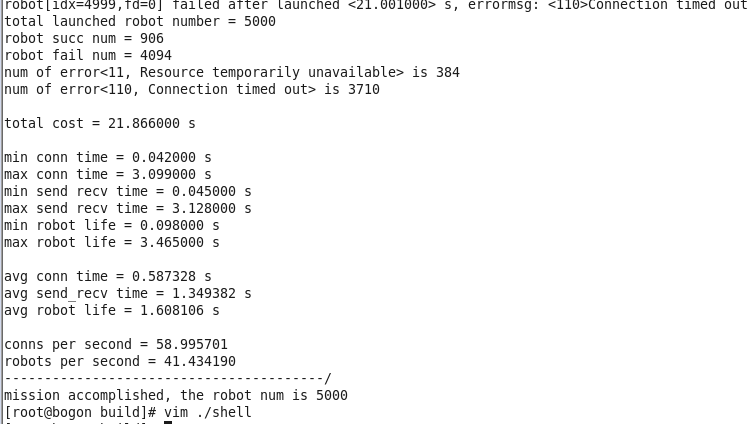 robot[idx=4999,fd=0] failed after launched <21.001000> s, errormsg: <110>Connection timed out
total launched robot number = 5000
robot succ num = 906
robot fail num = 4094
num of error<11, Resource temporarily unavailable> is 384
num of error<110, Connection timed out> is 3710
total cost = 21.866000 s
min conn time = 0.042000 s
max conn time = 3.099000 s
min send recv time = 0.045000 s
max send recv time = 3.128000 s
min robot life = 0.098000 s
max robot life = 3.465000 s
avg conn time = 0.587328 s
avg send_recv time = 1.349382 s
avg robot life = 1.608106 s
conns per second = 58.995701
robots per second = 41.434190
----------------------------------------/
mission accomplished, the robot num is 5000
[root@bogon build]# vim ./shell